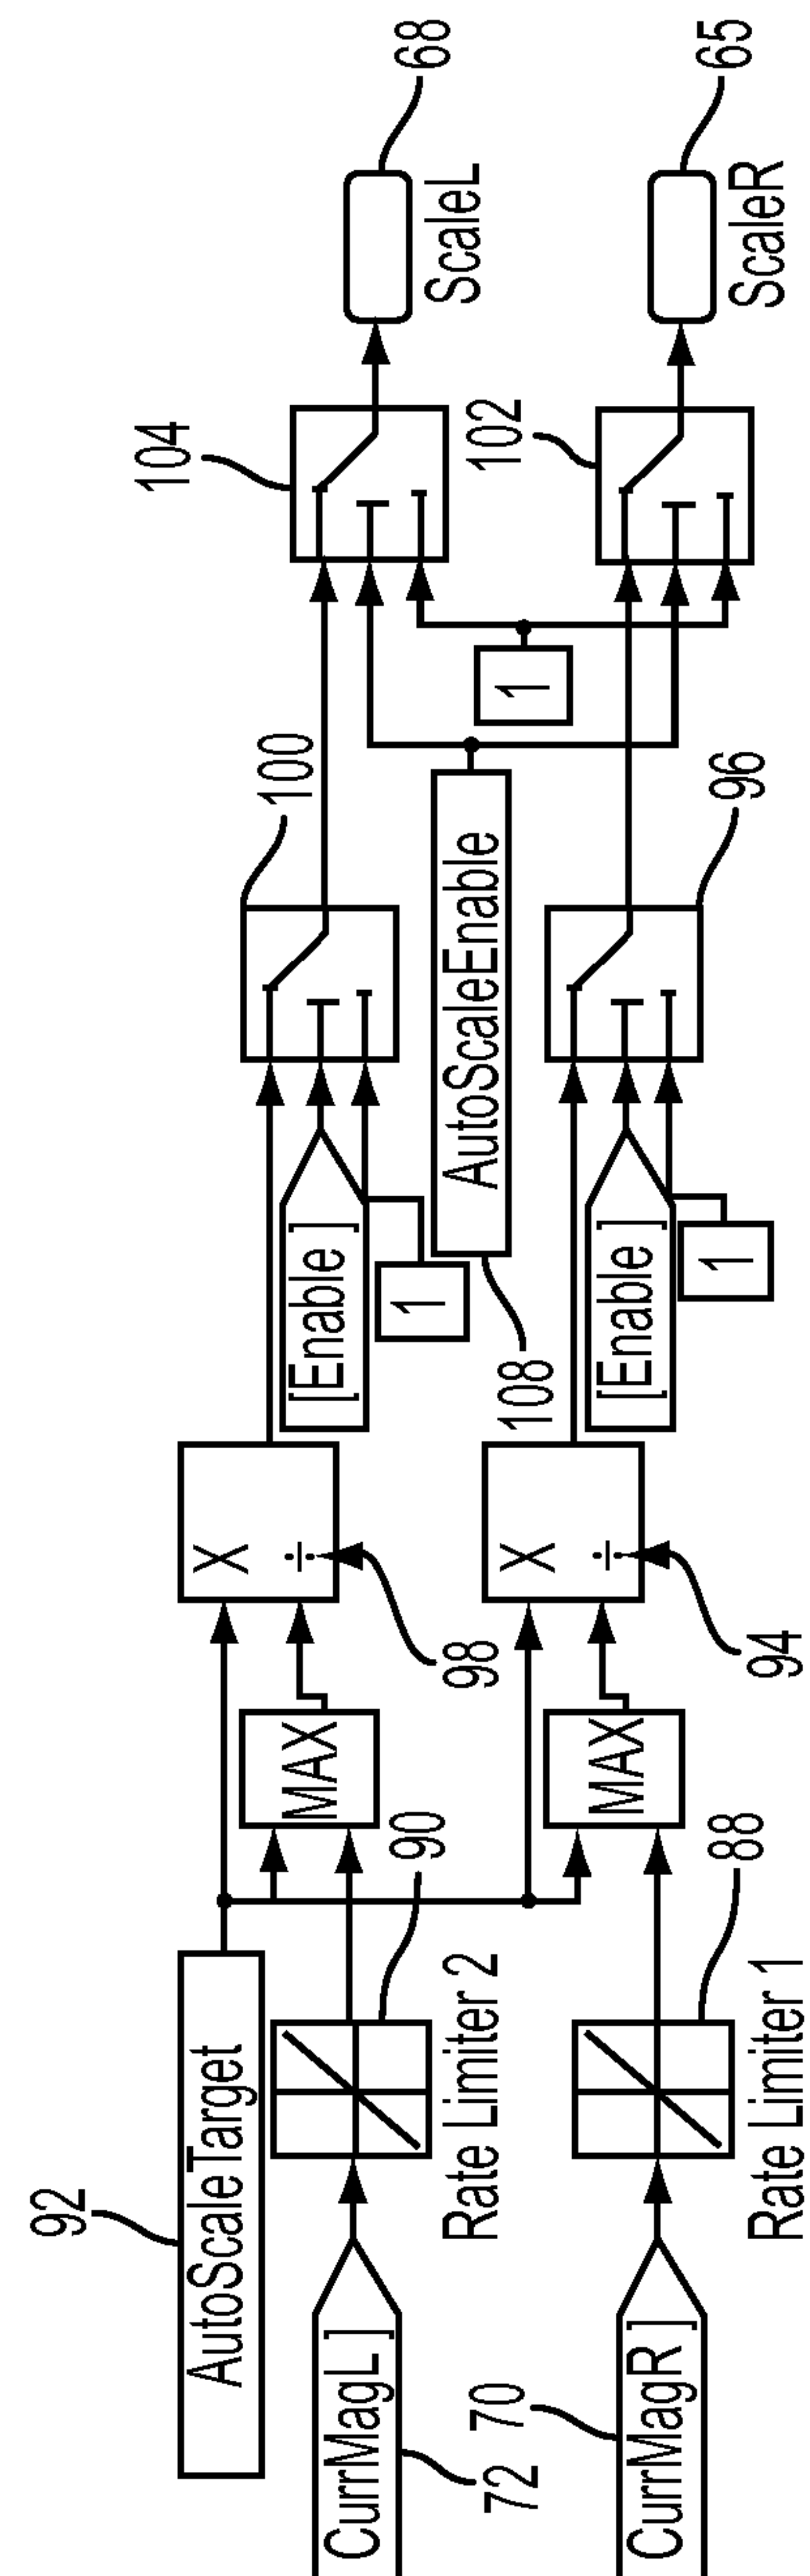 92
AutoScaleTarget
CurrMagL ]
72
Rate Limiter 2
90
MAX
X
÷
98
[Enable ]
1
100
104
68
ScaleL
108
AutoScaleEnable
1
CurrMagR ]
70
Rate Limiter 1
88
MAX
X
÷
94
[Enable ]
1
96
102
65
ScaleR